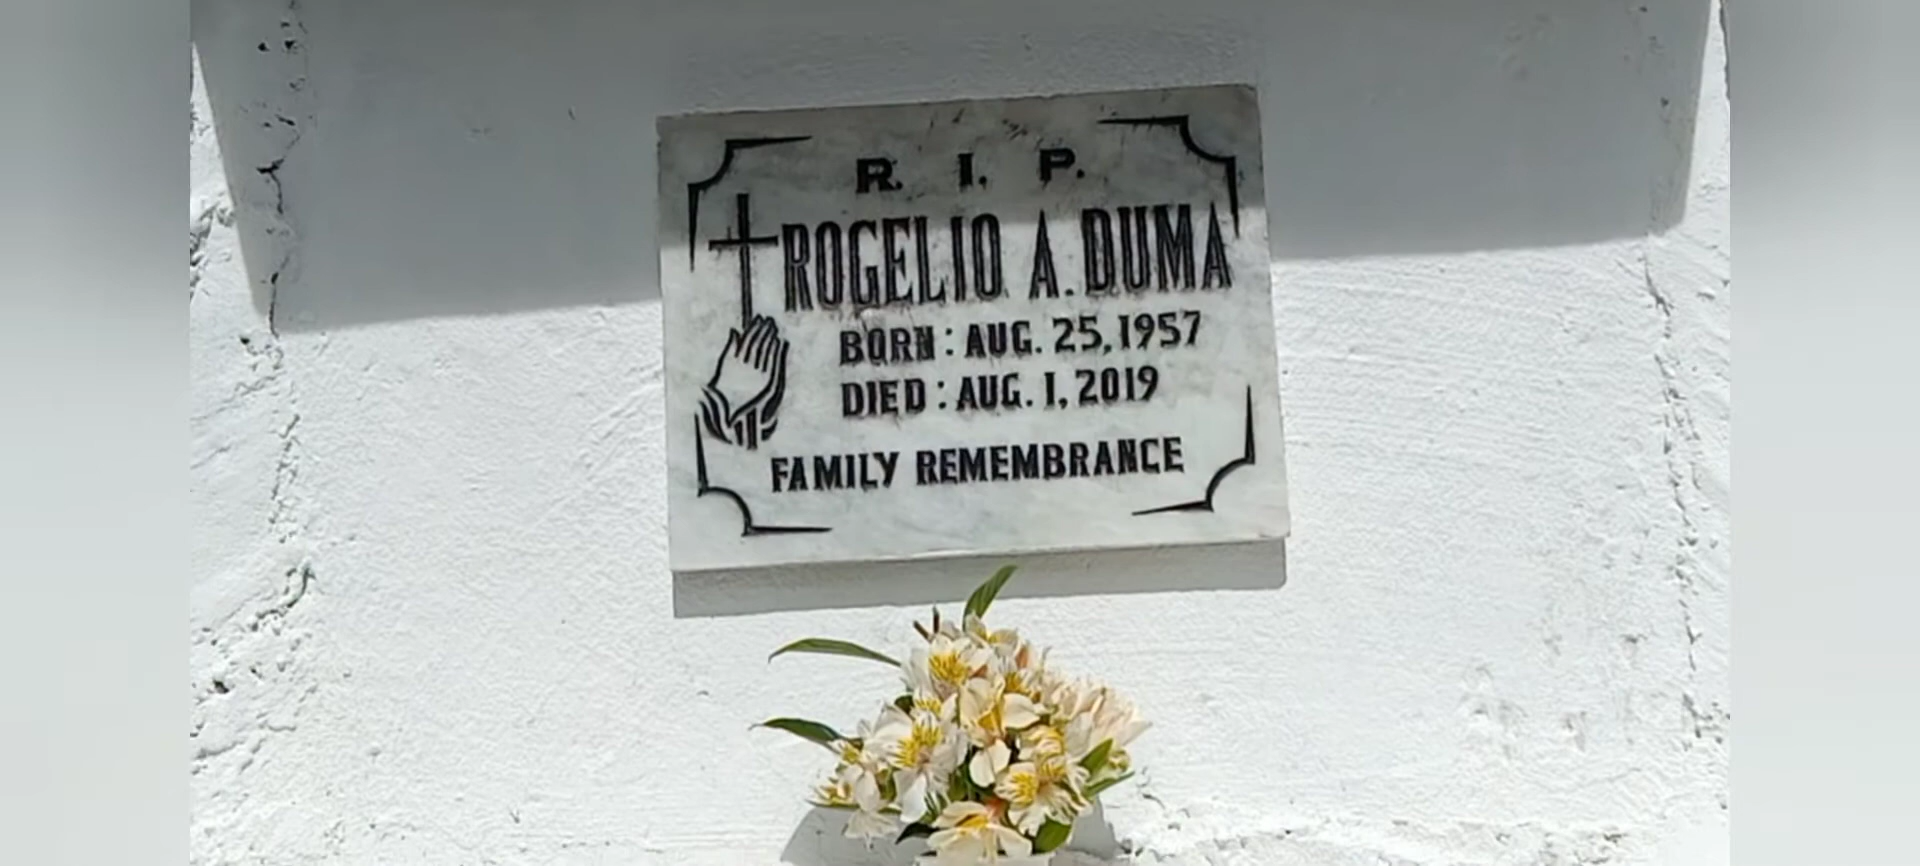 R. I. P.
ROGELIO A. DUMA
BORN : AUG. 25, 1957
DIED : AUG. 1, 2019
FAMILY REMEMBRANCE